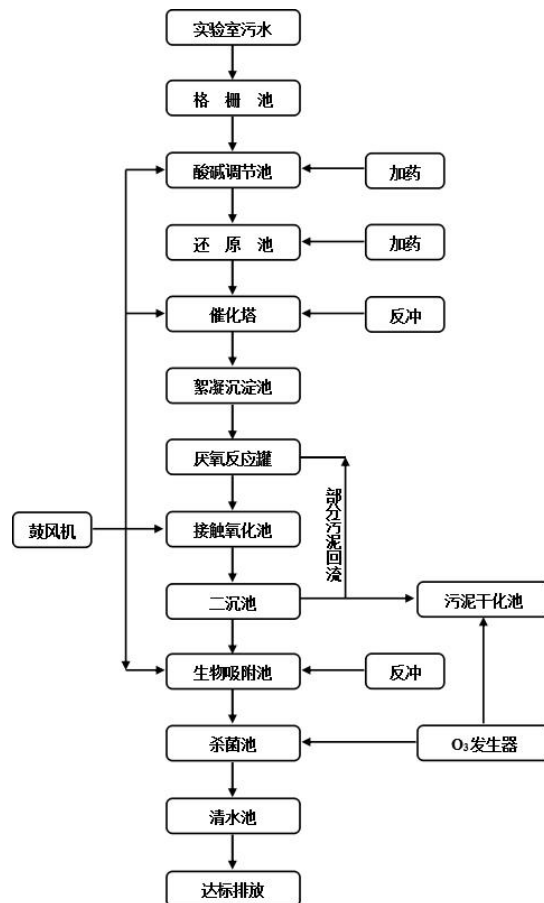 实验室污水
格 栅 池
酸碱调节池
加药
还 原 池
加药
催化塔
反冲
絮凝沉淀池
厌氧反应罐
部分污泥回流
鼓风机
接触氧化池
二沉池
污泥干化池
生物吸附池
反冲
杀菌池
O₃发生器
清水池
达标排放